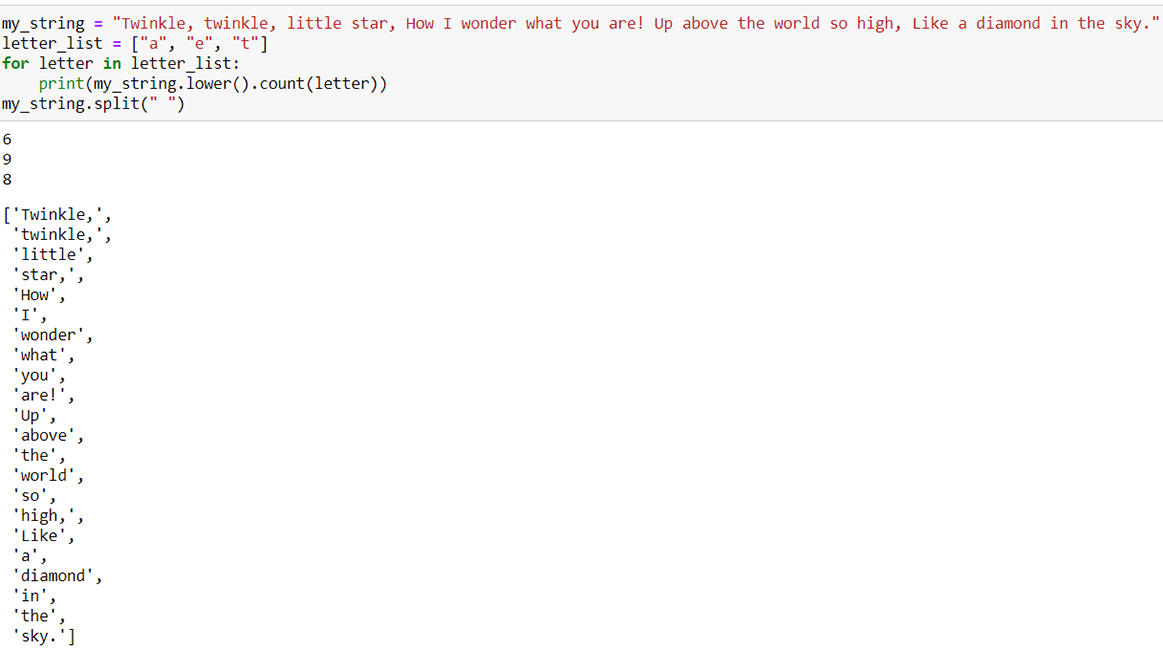 my_string = "Twinkle, twinkle, little star, How I wonder what you are! Up above the world so high, Like a diamond in the sky."
letter_list = ["a", "e", "t"]
for letter in letter_list:
    print(my_string.lower().count(letter))
my_string.split(" ")
6
9
8
['Twinkle,',
 'twinkle,',
 'little',
 'star,',
 'How',
 'I',
 'wonder',
 'what',
 'you',
 'are!',
 'Up',
 'above',
 'the',
 'world',
 'so',
 'high,',
 'Like',
 'a',
 'diamond',
 'in',
 'the',
 'sky.']